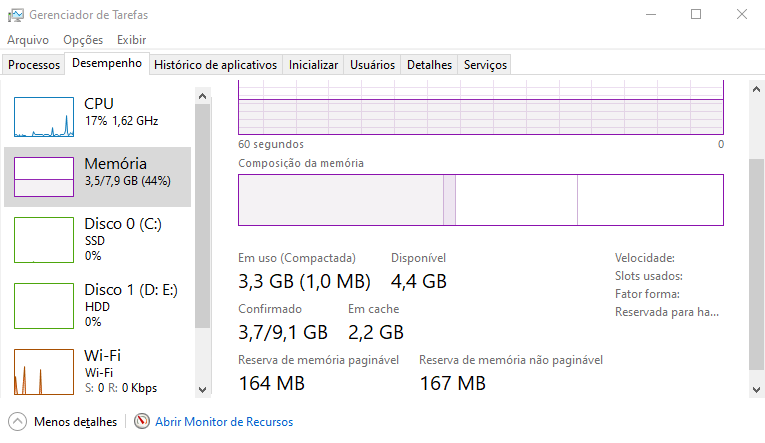 Gerenciador de Tarefas
Arquivo Opções Exibir
Processos Desempenho Histórico de aplicativos Inicializar Usuários Detalhes Serviços
CPU
17% 1,62 GHz
Memória
3,5/7,9 GB (44%)
Disco 0 (C:)
SSD
0%
Disco 1 (D: E:)
HDD
0%
Wi-Fi
Wi-Fi
S: 0 R: 0 Kbps
60 segundos 0
Composição da memória
Em uso (Compactada) Disponível
3,3 GB (1,0 MB) 4,4 GB
Confirmado Em cache
3,7/9,1 GB 2,2 GB
Reserva de memória paginável Reserva de memória não paginável
164 MB 167 MB
Velocidade:
Slots usados:
Fator forma:
Reservada para ha...
Menos detalhes Abrir Monitor de Recursos